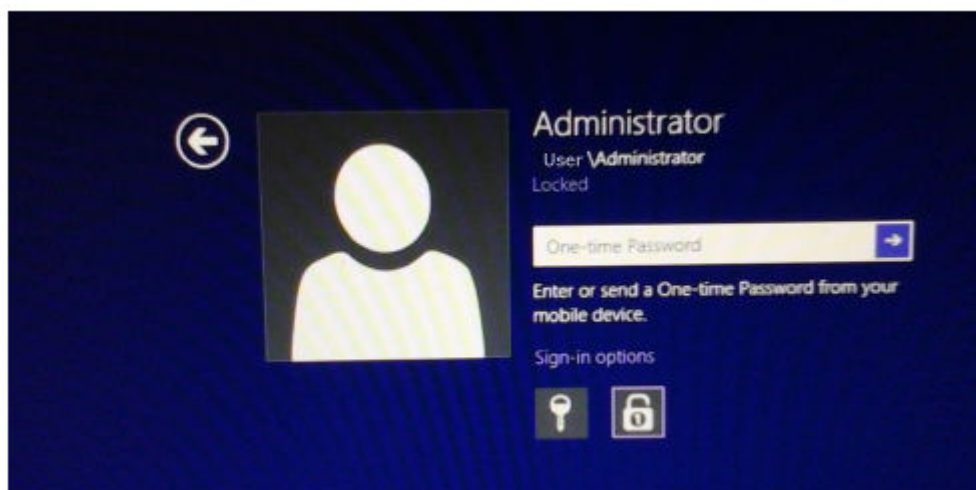 Administrator
User \Administrator
Locked
One-time Password
Enter or send a One-time Password from your
mobile device.
Sign-in options
1